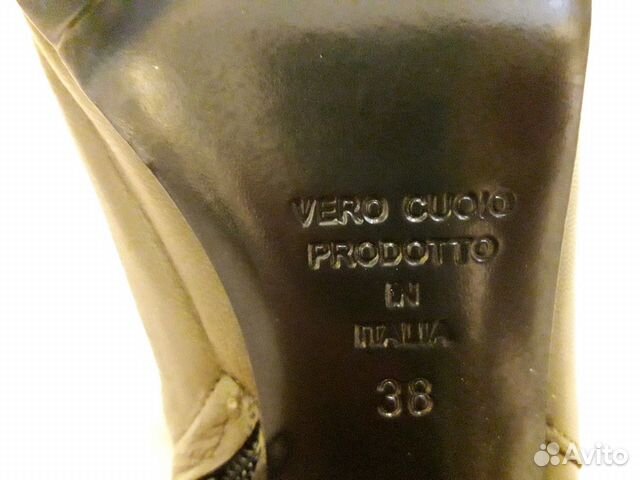 VERO CUOIO
PRODOTTO
IN
ITALIA
38
Avito